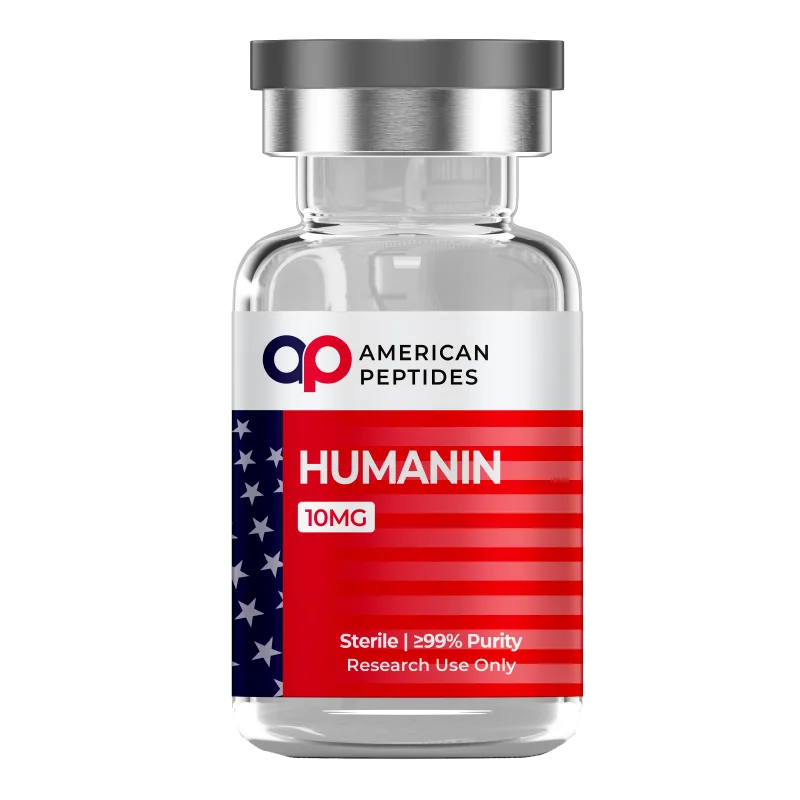 ap AMERICAN
PEPTIDES
HUMANIN
10MG
Sterile | ≥99% Purity
Research Use Only